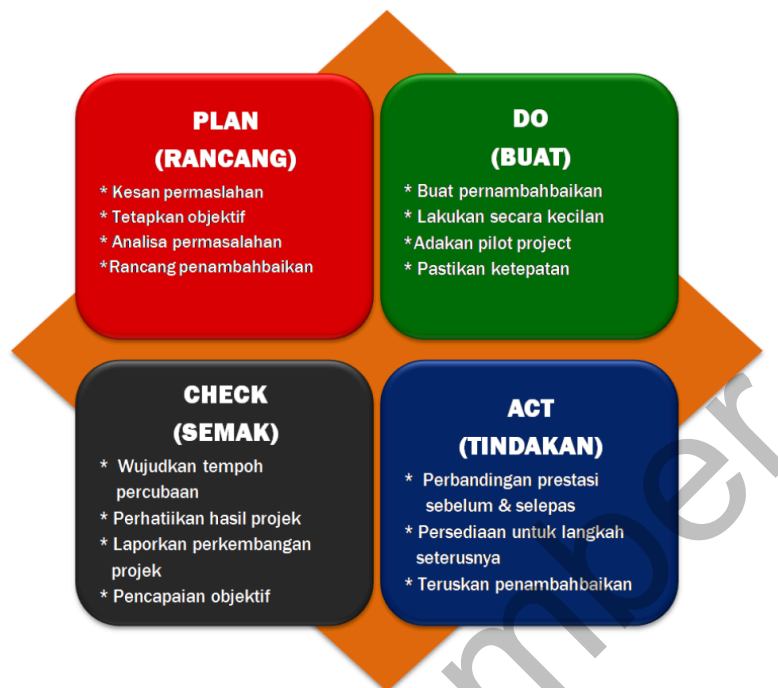 PLAN
(RANCANG)
* Kesan permaslahan
* Tetapkan objektif
* Analisa permasalahan
*Rancang penambahbaikan
DO
(BUAT)
* Buat pernambahbaikan
* Lakukan secara kecilan
*Adakan pilot project
* Pastikan ketepatan
CHECK
(SEMAK)
* Wujudkan tempoh
percubaan
* Perhatiikan hasil projek
* Laporkan perkembangan
projek
* Pencapaian objektif
ACT
(TINDAKAN)
* Perbandingan prestasi
sebelum & selepas
* Persediaan untuk langkah
seterusnya
* Teruskan penambahbaikan
mber